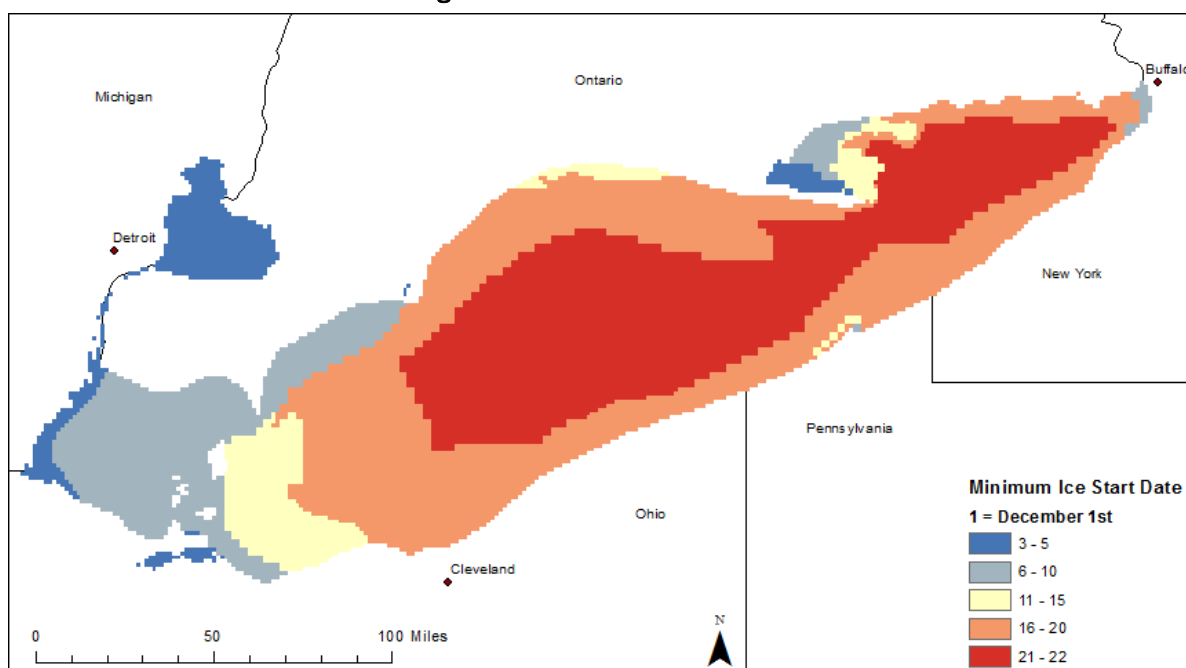 Michigan
Ontario
Buffalo
Detroit
New York
Pennsylvania
Ohio
Cleveland
Minimum Ice Start Date
1 = December 1st
3 - 5
6 - 10
11 - 15
16 - 20
21 - 22
0 50 100 Miles
N